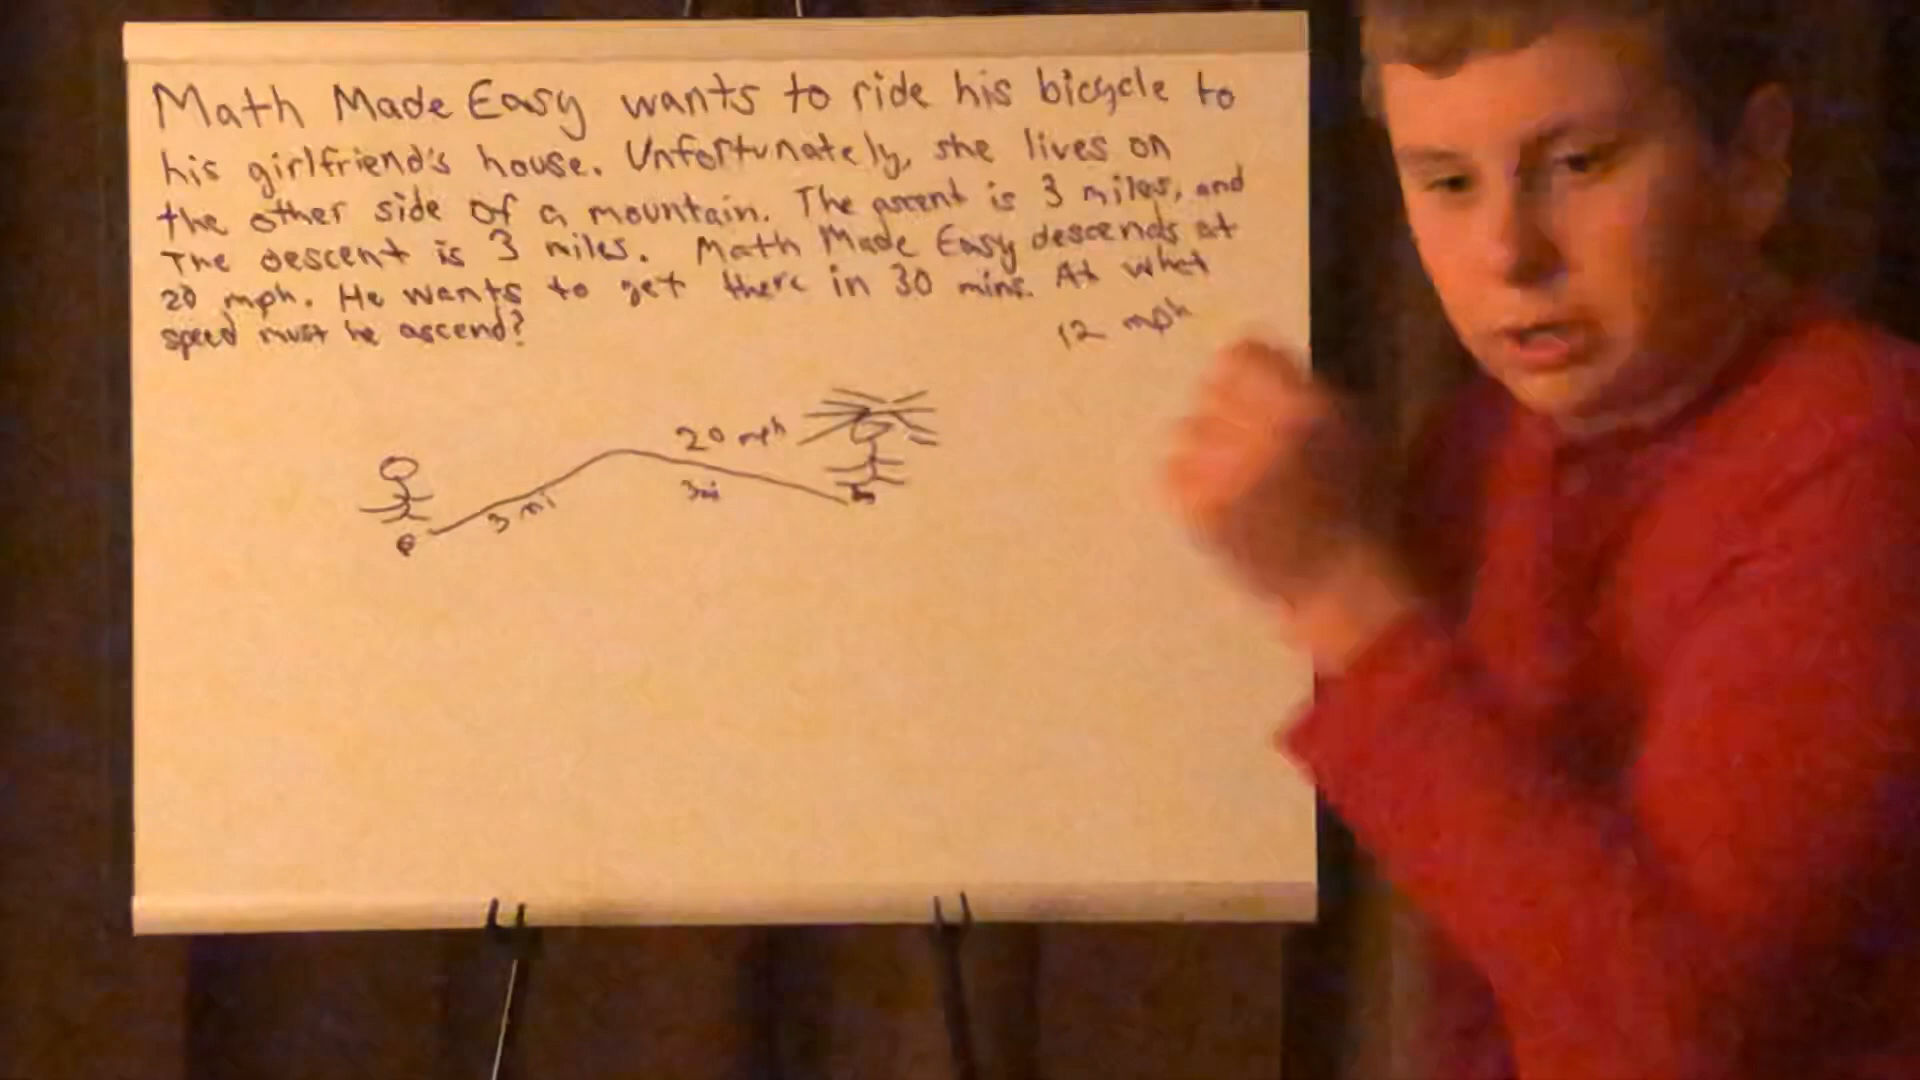 Math Made Easy wants to ride his bicycle to
his girlfriend's house. Unfortunately, she lives on
the other side of a mountain. The ascent is 3 miles, and
The descent is 3 miles. Math Made Easy descends at
20 mph. He wants to get there in 30 mins. At what
speed must he ascend?
12 mph
20 mph
3 mi
3mi